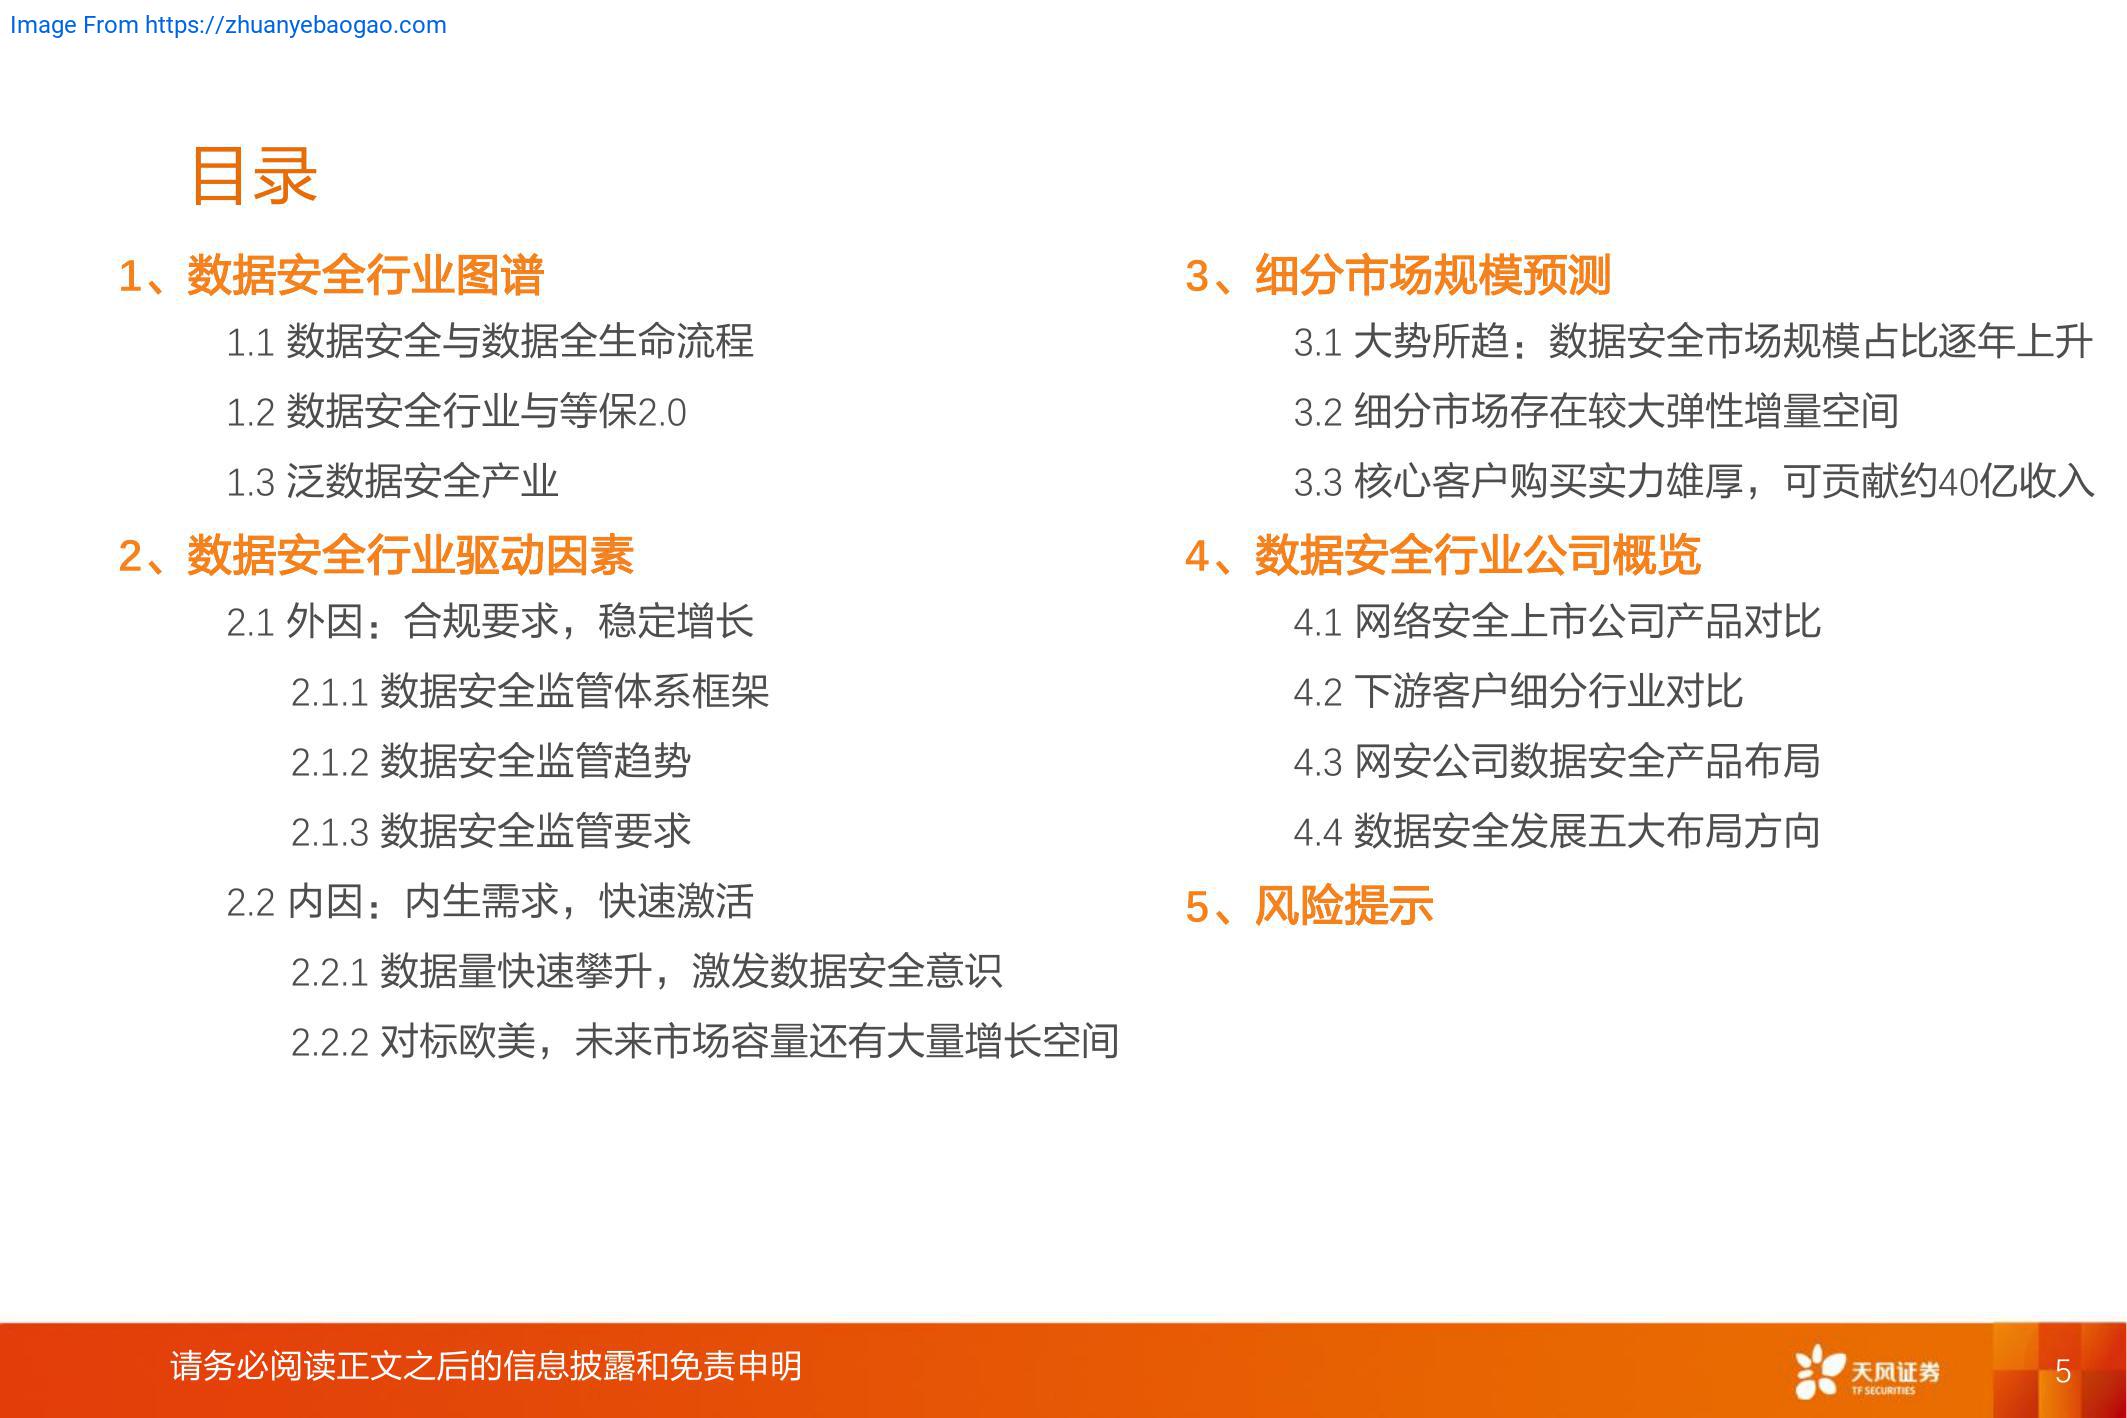 Image From https://zhuanyebaogao.com
目录
1、数据安全行业图谱
1.1 数据安全与数据全生命流程
1.2 数据安全行业与等保2.0
1.3 泛数据安全产业
2、数据安全行业驱动因素
2.1 外因：合规要求，稳定增长
2.1.1 数据安全监管体系框架
2.1.2 数据安全监管趋势
2.1.3 数据安全监管要求
2.2 内因：内生需求，快速激活
2.2.1 数据量快速攀升，激发数据安全意识
2.2.2 对标欧美，未来市场容量还有大量增长空间
3、细分市场规模预测
3.1 大势所趋：数据安全市场规模占比逐年上升
3.2 细分市场存在较大弹性增量空间
3.3 核心客户购买实力雄厚，可贡献约40亿收入
4、数据安全行业公司概览
4.1 网络安全上市公司产品对比
4.2 下游客户细分行业对比
4.3 网安公司数据安全产品布局
4.4 数据安全发展五大布局方向
5、风险提示
请务必阅读正文之后的信息披露和免责申明
天风证券
TF SECURITIES
5